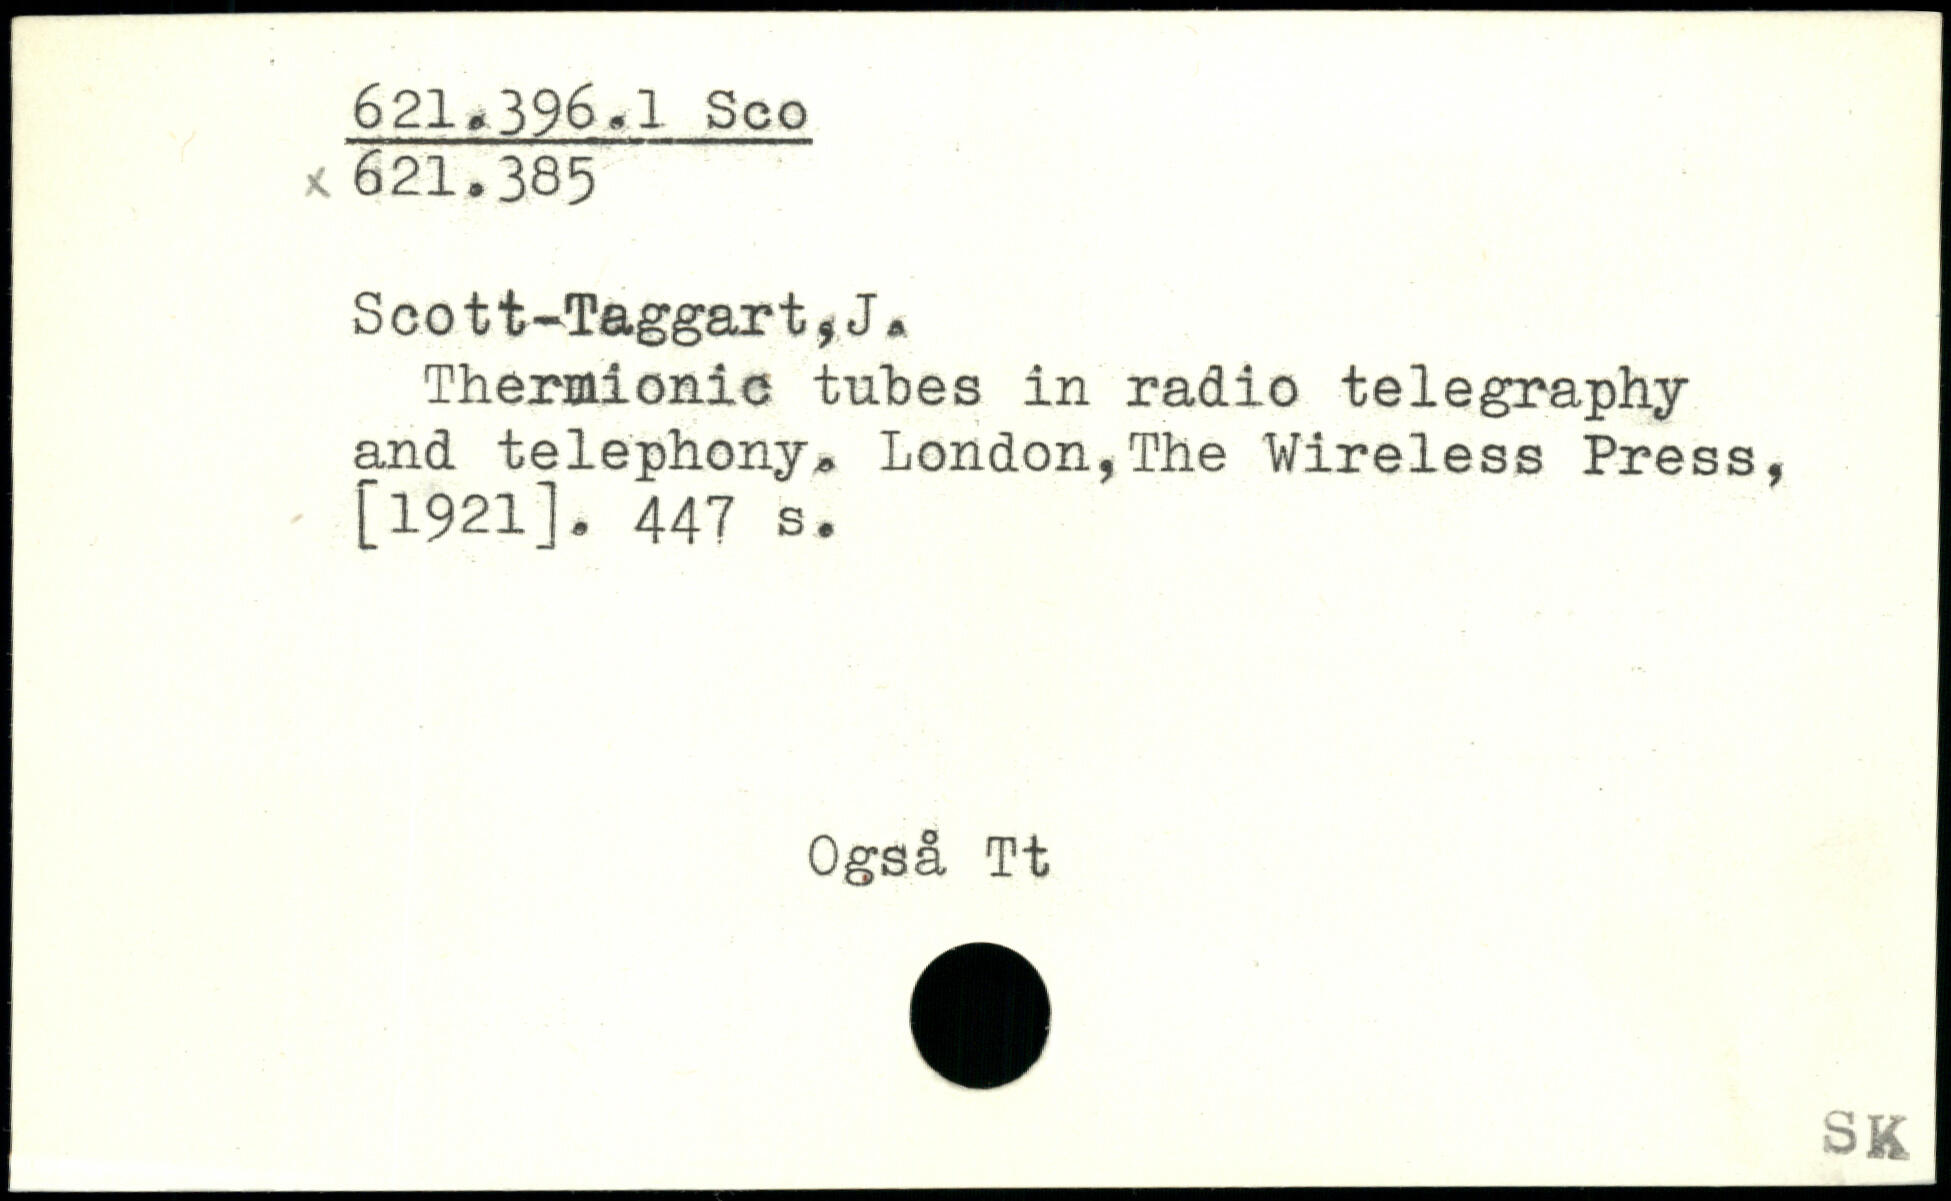 621.396.1 Sco
x 621.385
Scott-Taggart,J.
Thermionic tubes in radio telegraphy
and telephony. London,The Wireless Press,
[1921]. 447 s.
Også Tt
SK